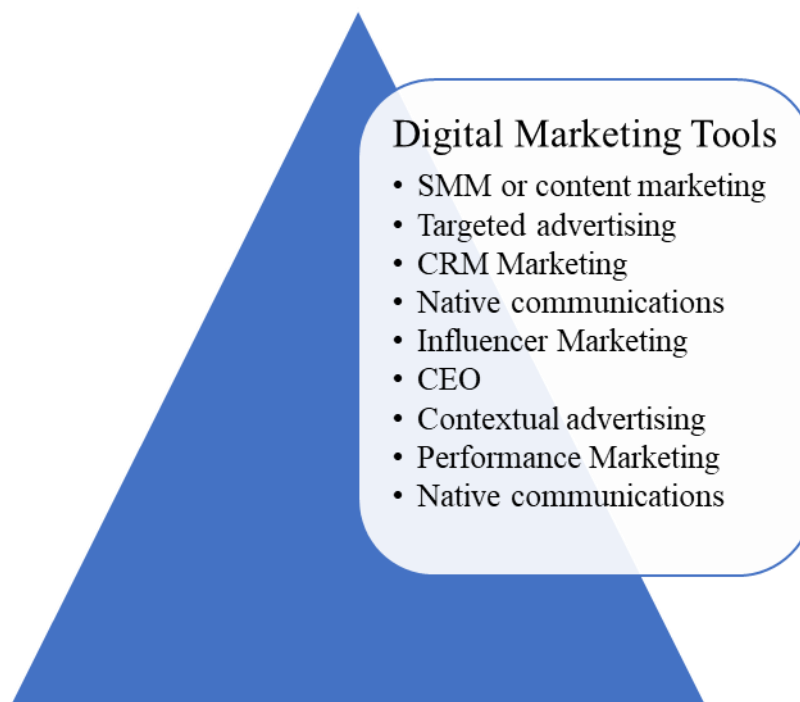 Digital Marketing Tools
• SMM or content marketing
• Targeted advertising
• CRM Marketing
• Native communications
• Influencer Marketing
• CEO
• Contextual advertising
• Performance Marketing
• Native communications